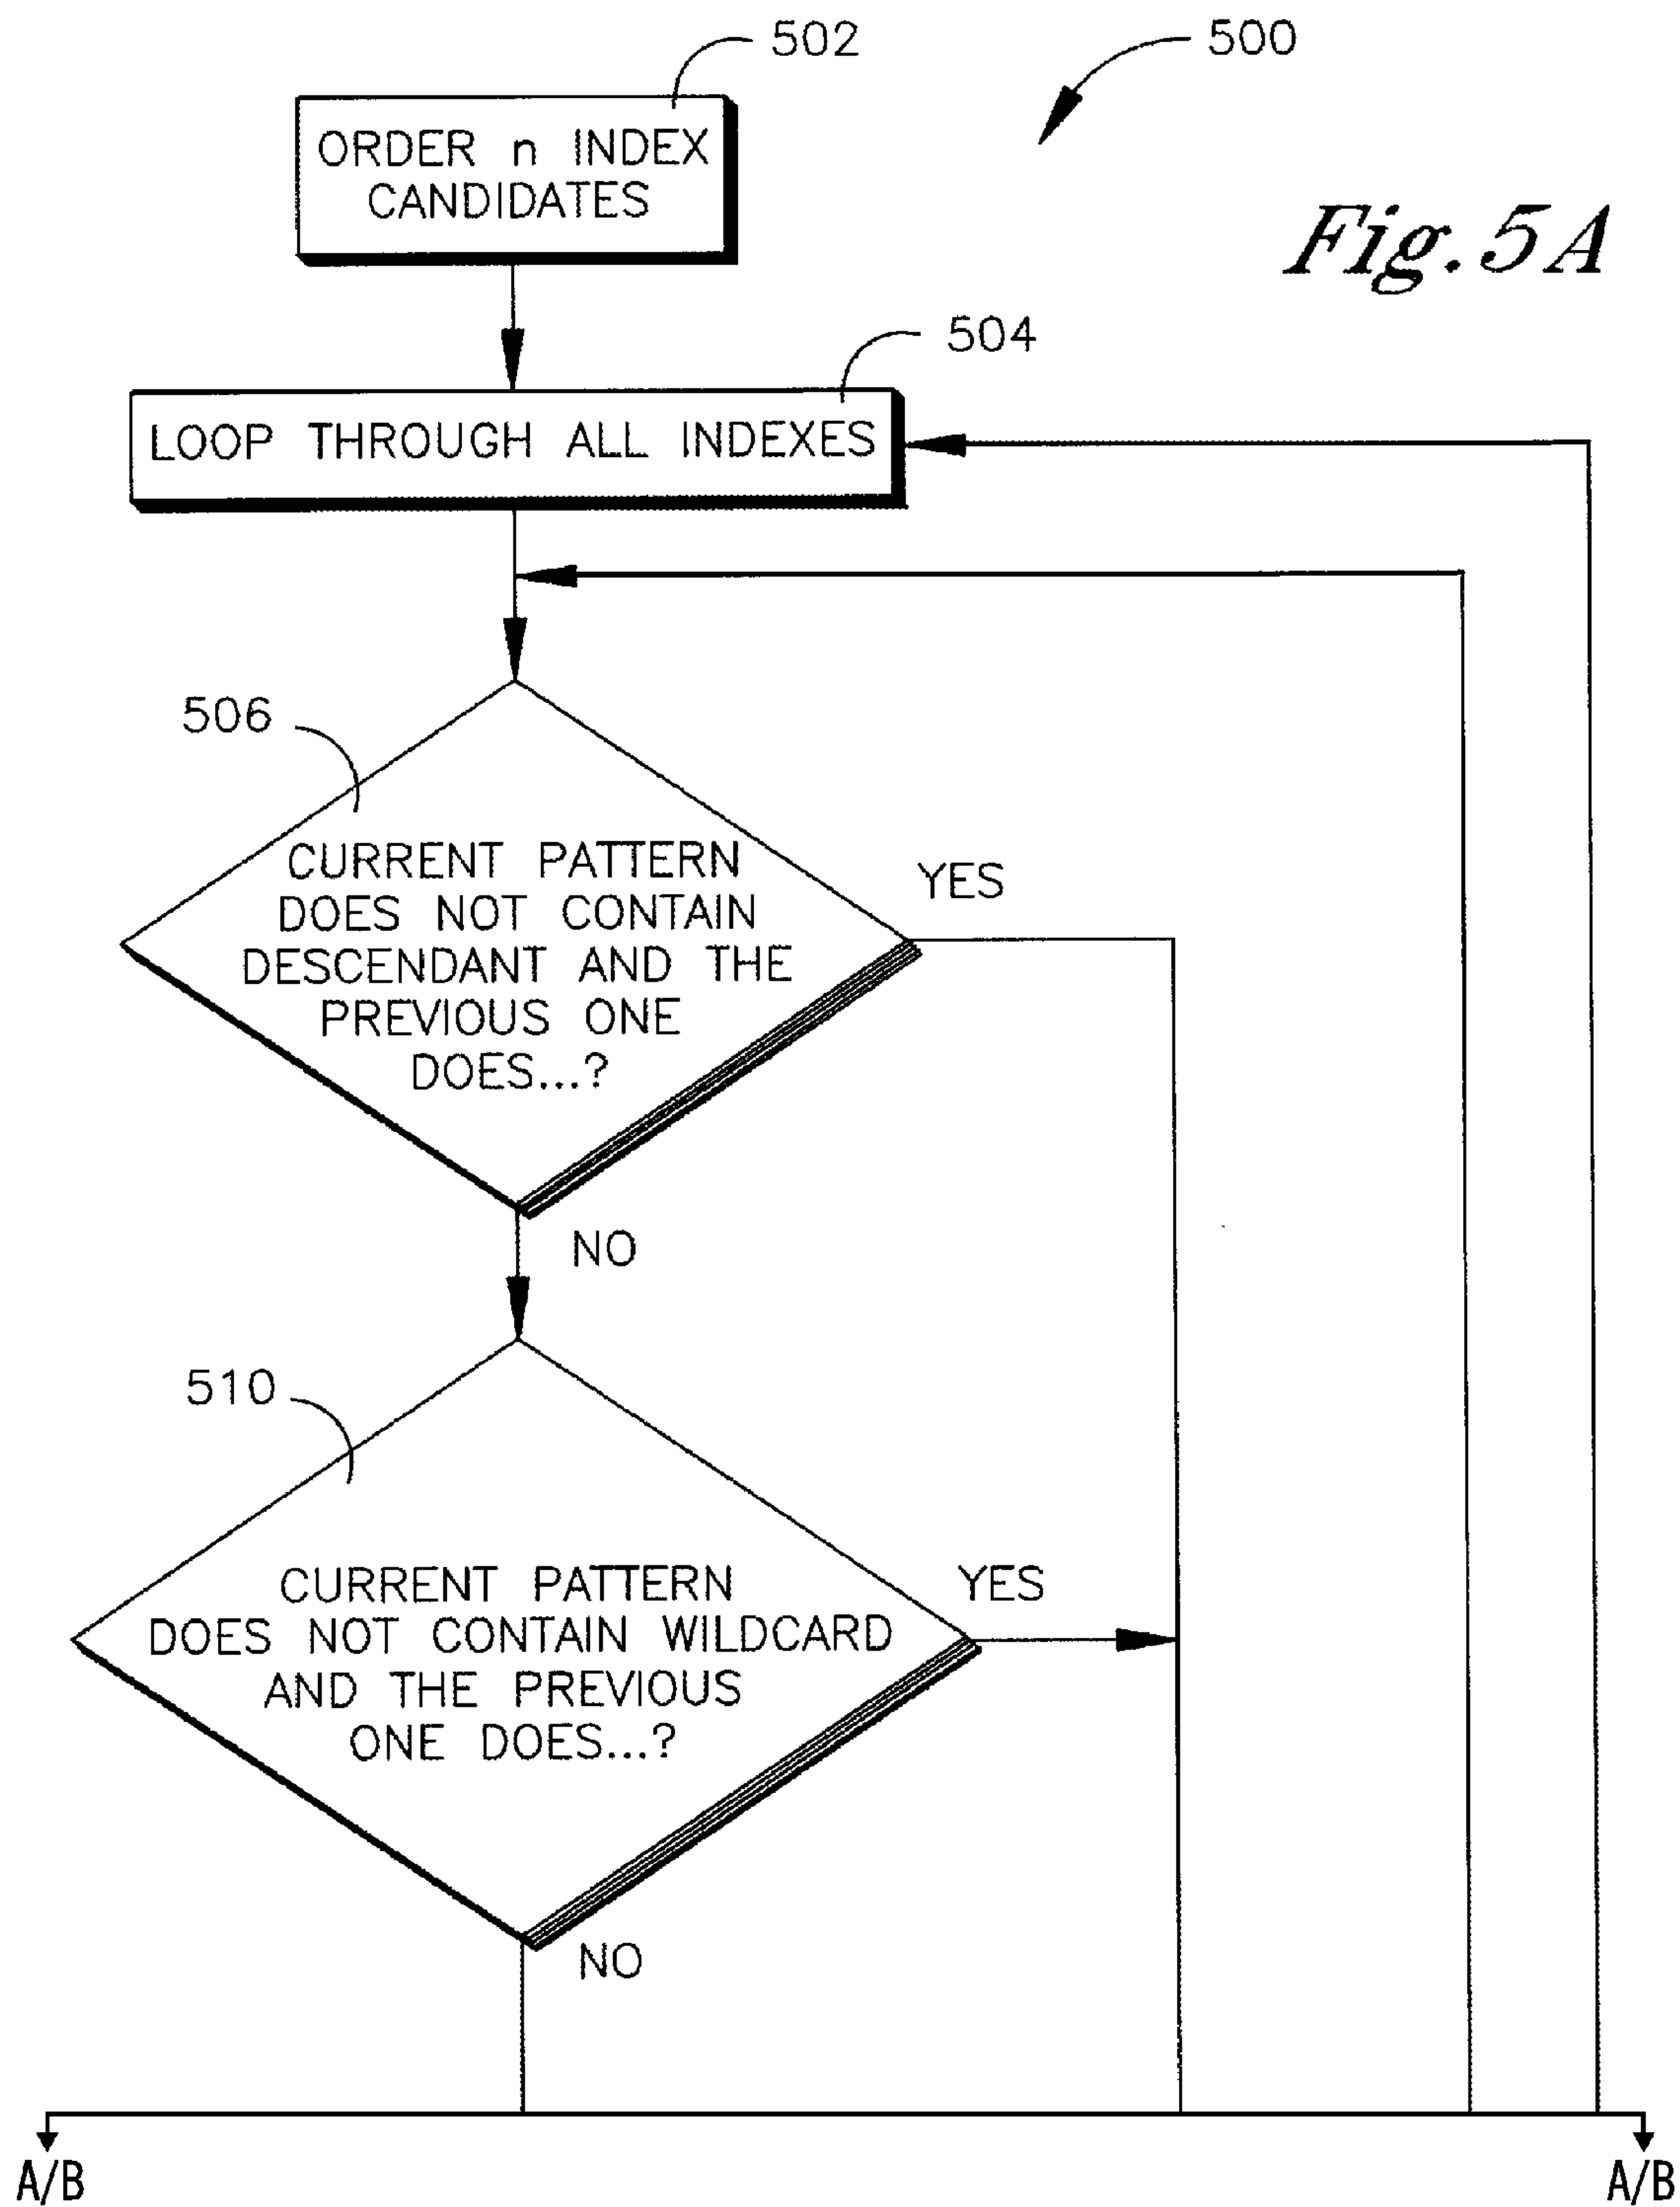 502
500
ORDER n INDEX
CANDIDATES
Fig. 5A
504
LOOP THROUGH ALL INDEXES
506
CURRENT PATTERN
DOES NOT CONTAIN
DESCENDANT AND THE
PREVIOUS ONE
DOES...?
YES
NO
510
CURRENT PATTERN
DOES NOT CONTAIN WILDCARD
AND THE PREVIOUS
ONE DOES...?
YES
NO
A/B
A/B